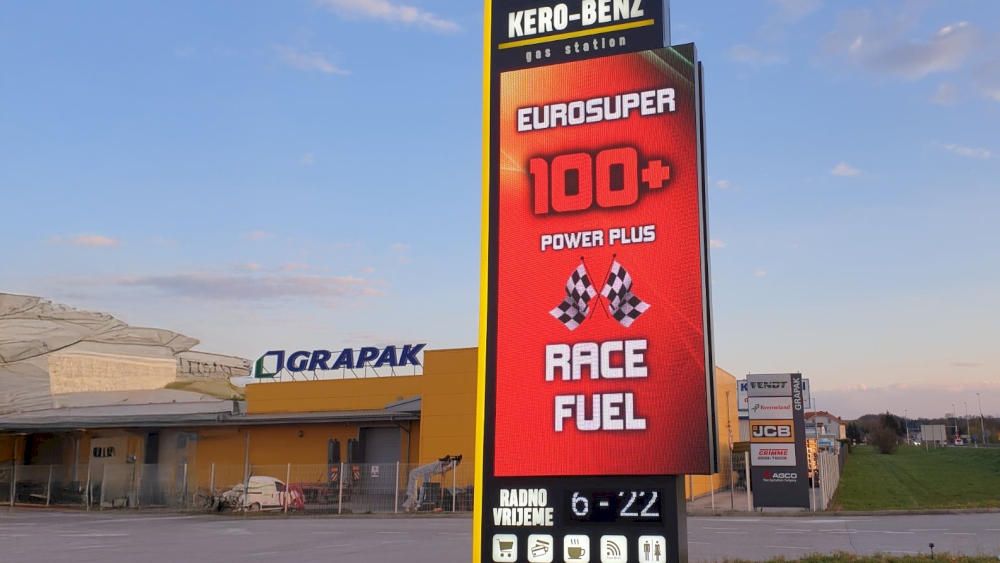 KERO-BENZ
gas station
EUROSUPER
100+
POWER PLUS
RACE
FUEL
RADNO
VRIJEME
6 - 22
GRAPAK
FENDT
GRAPAK
Kverneland
JCB
GRIMME
AGCO